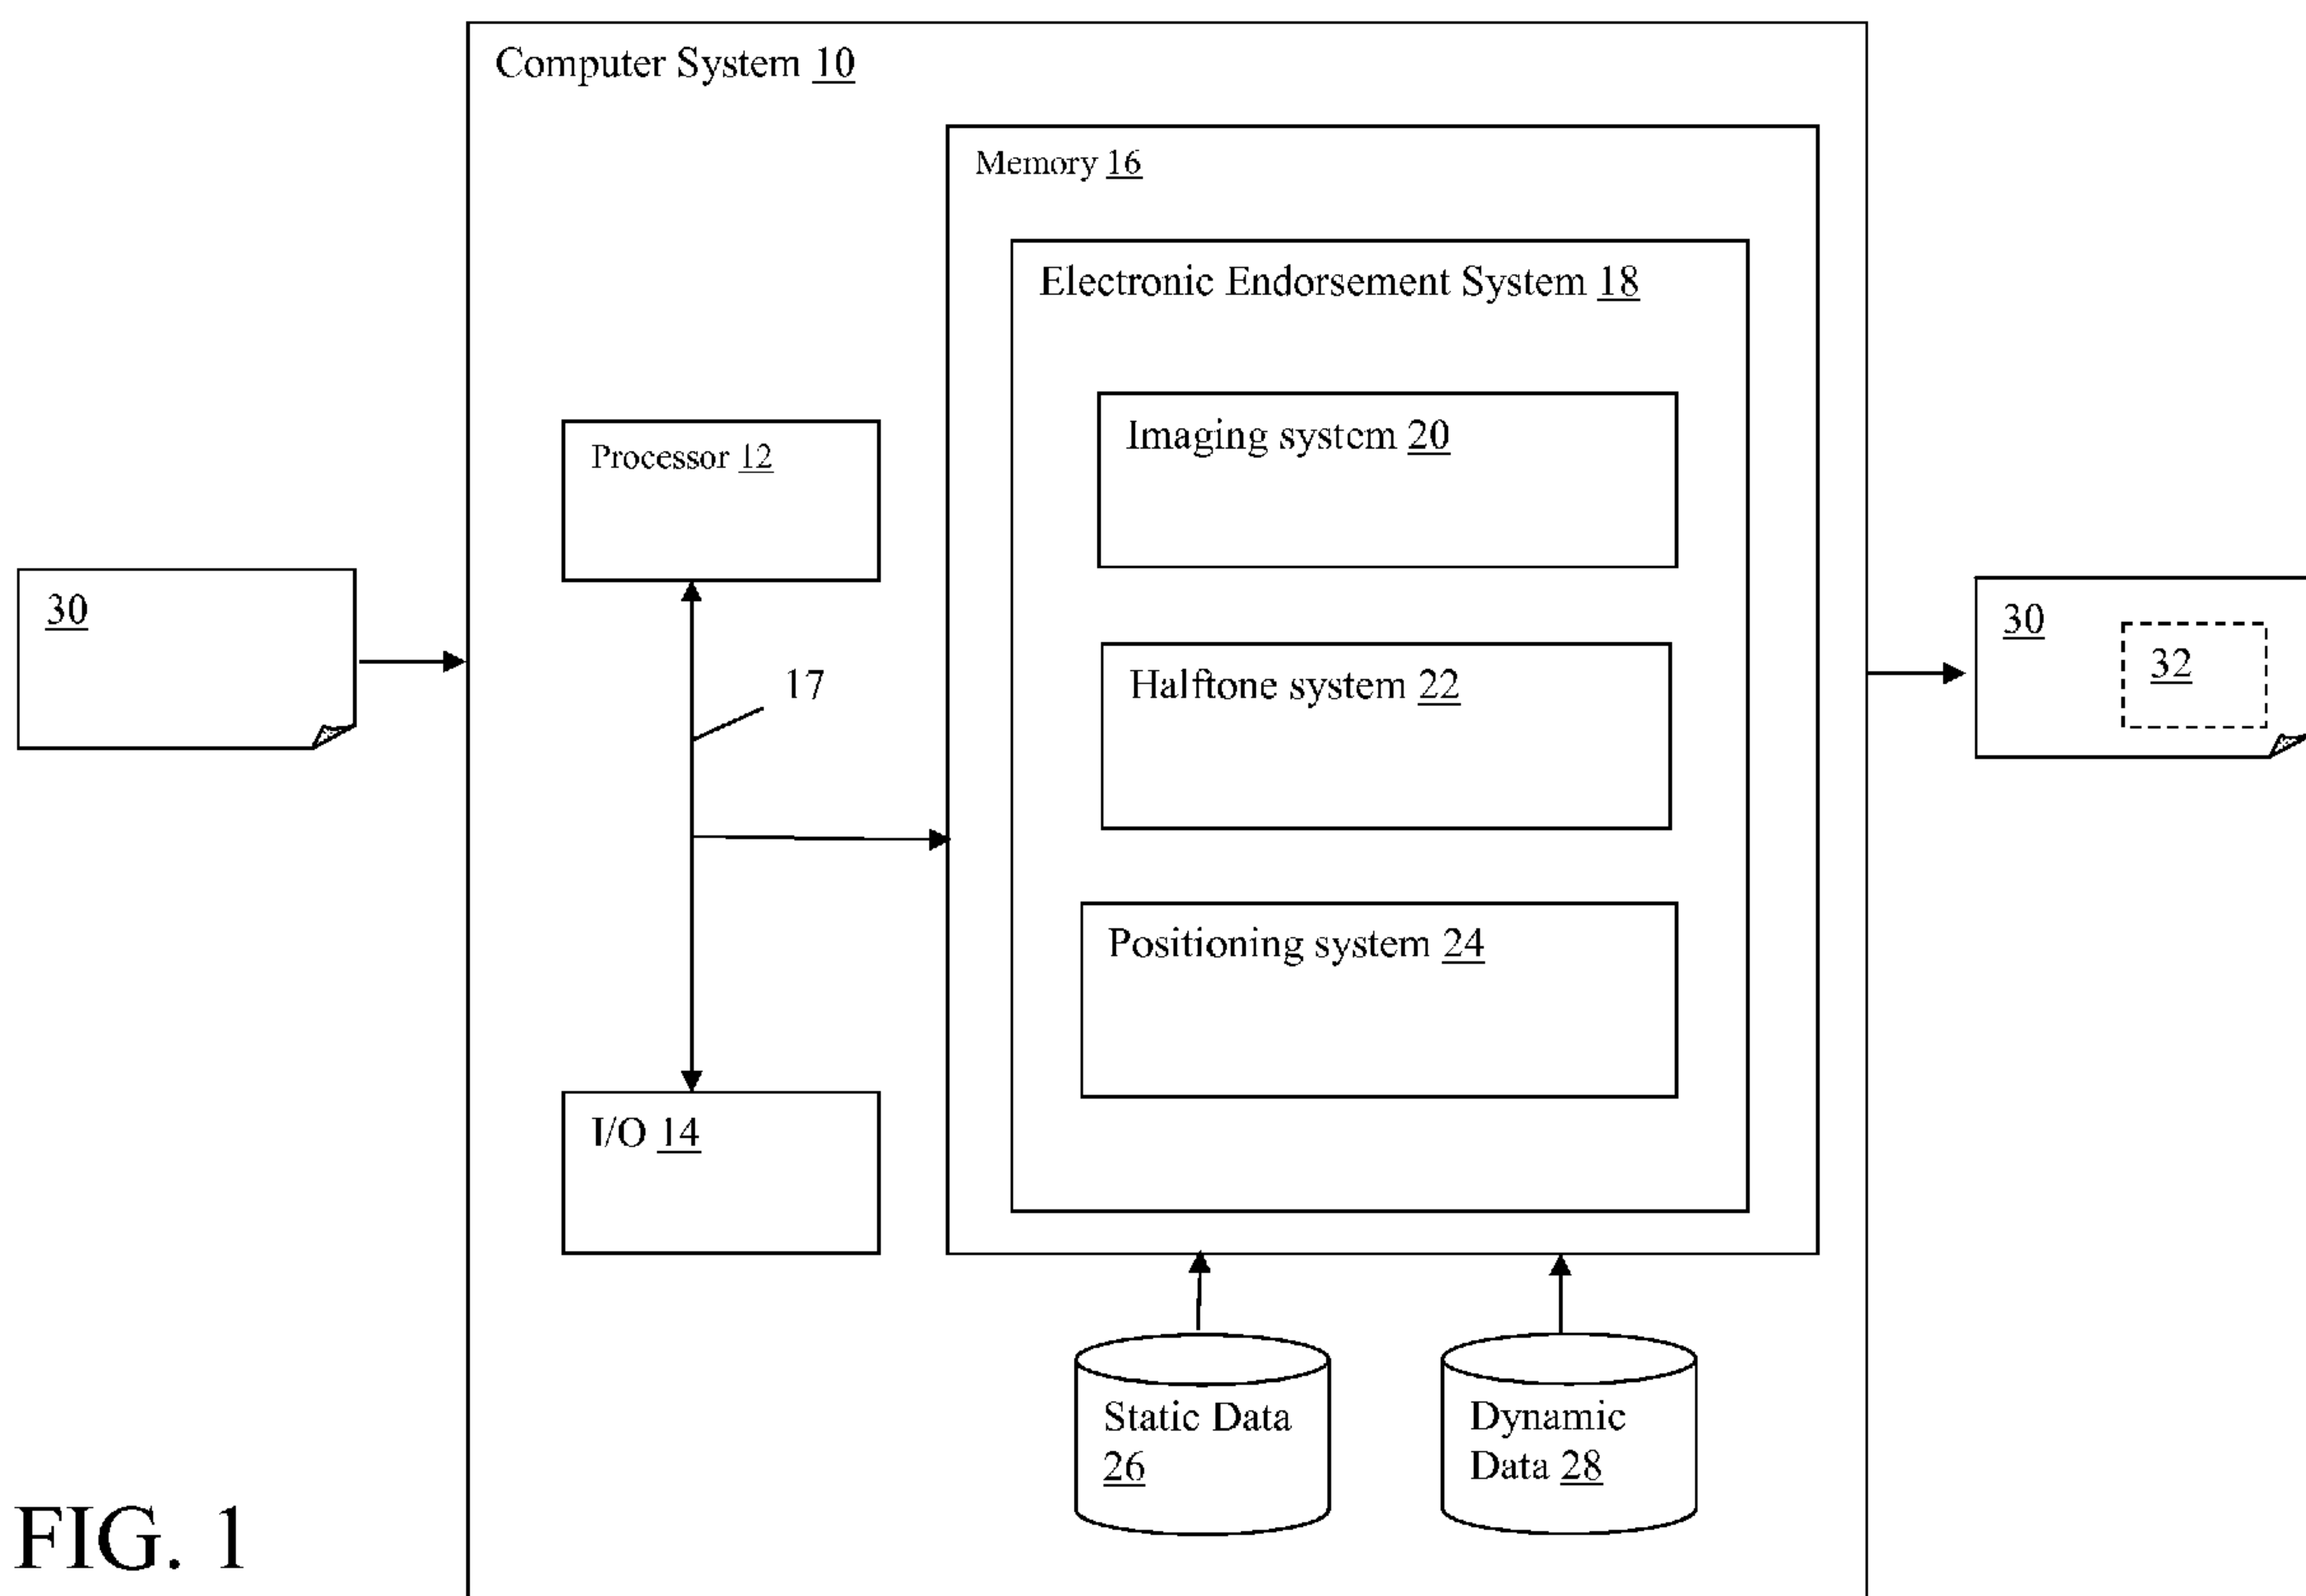 Computer System 10
Memory 16
Electronic Endorsement System 18
Imaging system 20
Processor 12
30
30
32
17
Halftone system 22
Positioning system 24
I/O 14
Static Data
26
Dynamic
Data 28
FIG. 1